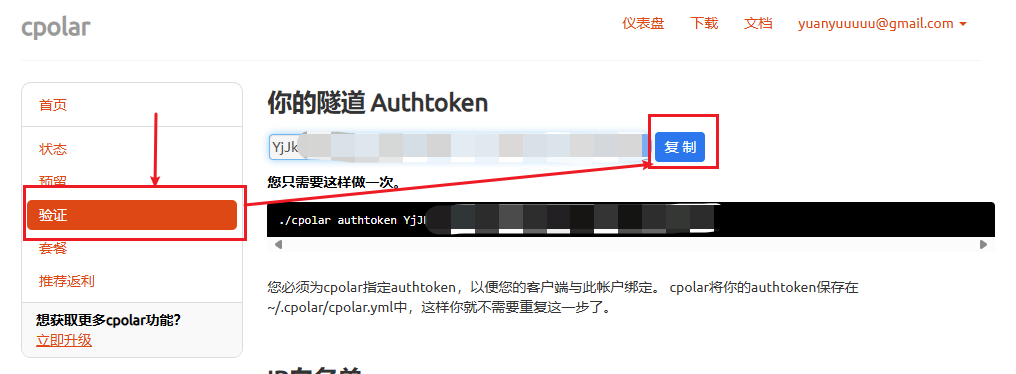 cpolar
仪表盘 下载 文档 yuanyuuuuu@gmail.com
首页
状态
预留
验证
套餐
推荐返利
想获取更多cpolar功能?
立即升级
你的隧道 Authtoken
YjJk
复制
您只需要这样做一次。
./cpolar authtoken YjJ
您必须为cpolar指定authtoken，以便您的客户端与此帐户绑定。 cpolar将你的authtoken保存在
~/.cpolar/cpolar.yml中，这样你就不需要重复这一步了。